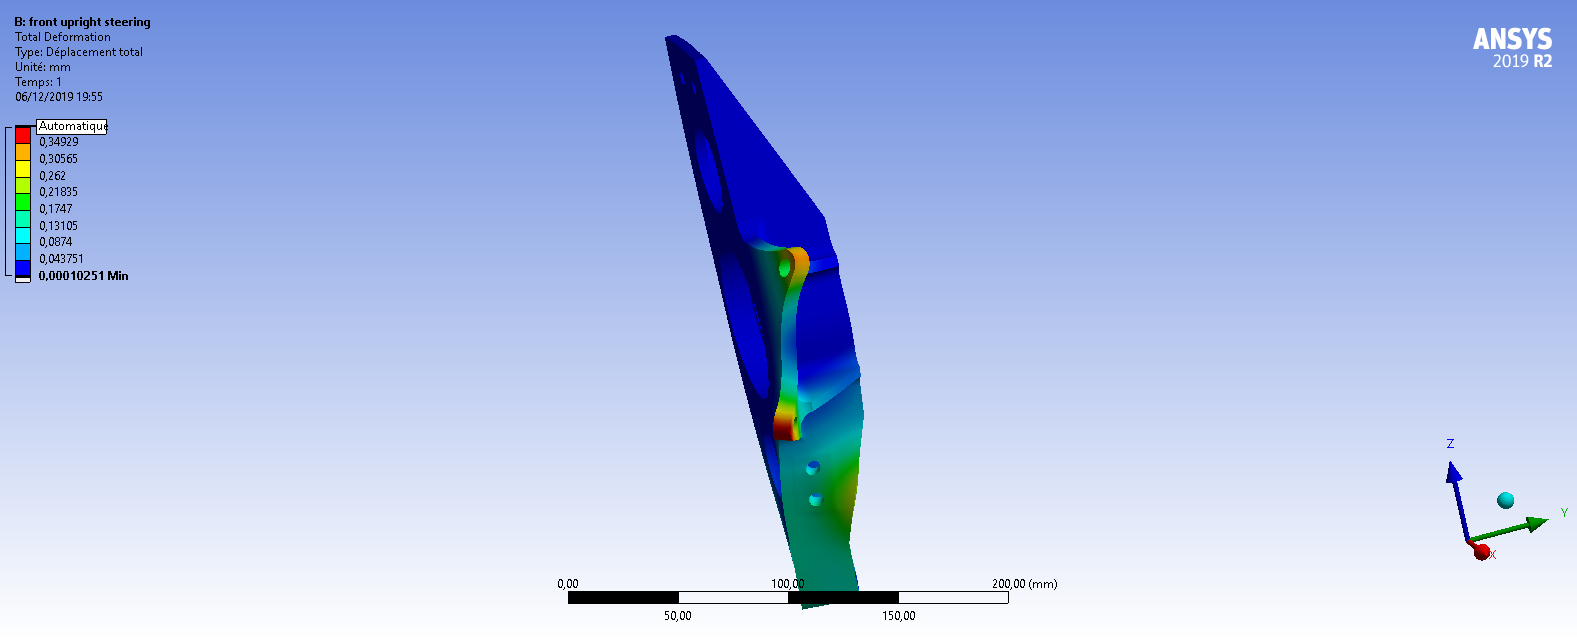 B: front upright steering
Total Deformation
Type: Déplacement total
Unité: mm
Temps: 1
06/12/2019 19:55
Automatique
0,34929
0,30565
0,262
0,21835
0,1747
0,13105
0,0874
0,043751
0,00010251 Min
ANSYS
2019 R2
Z
Y
X
0,00
100,00
200,00 (mm)
50,00
150,00